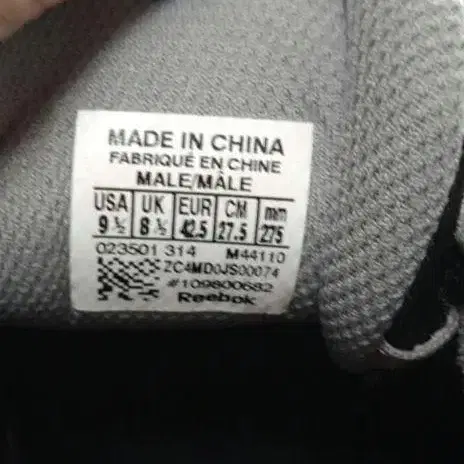 MADE IN CHINA
FABRIQUÉ EN CHINE
MALE/MÂLE
USA UK EUR CM mm
9 ½ 8 ½ 42.5 27.5 275
023501 314 M44110
ZC4MD0JS00074
#109800682
Reebok